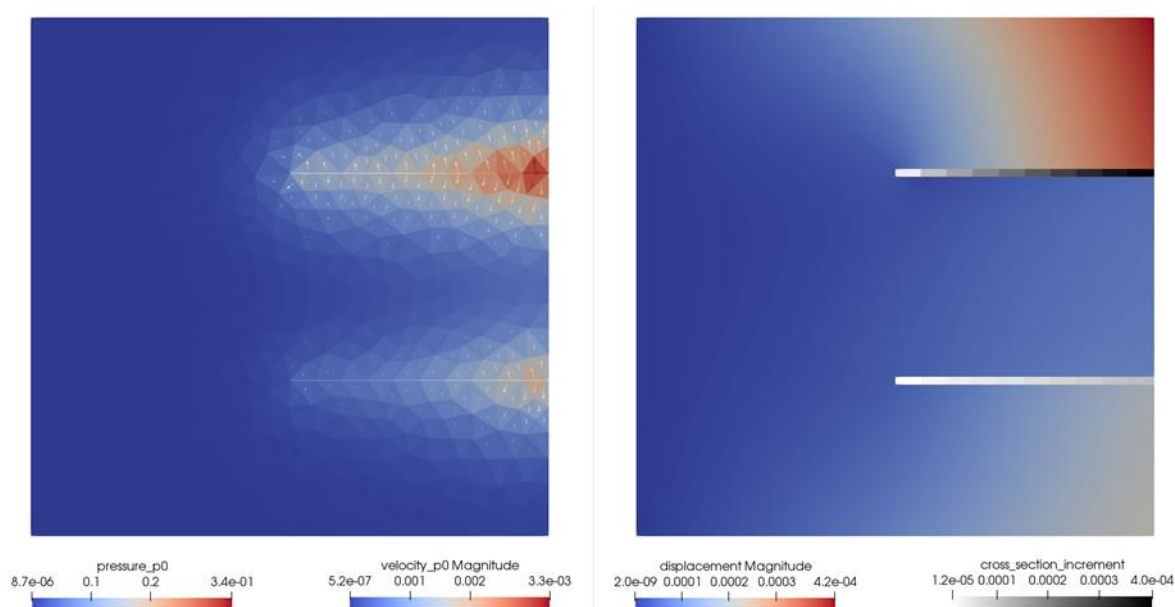 pressure_p0
8.7e-06 0.1 0.2 3.4e-01
velocity_p0 Magnitude
5.2e-07 0.001 0.002 3.3e-03
displacement Magnitude
2.0e-09 0.0001 0.0002 0.0003 4.2e-04
cross_section_increment
1.2e-05 0.0001 0.0002 0.0003 4.0e-04